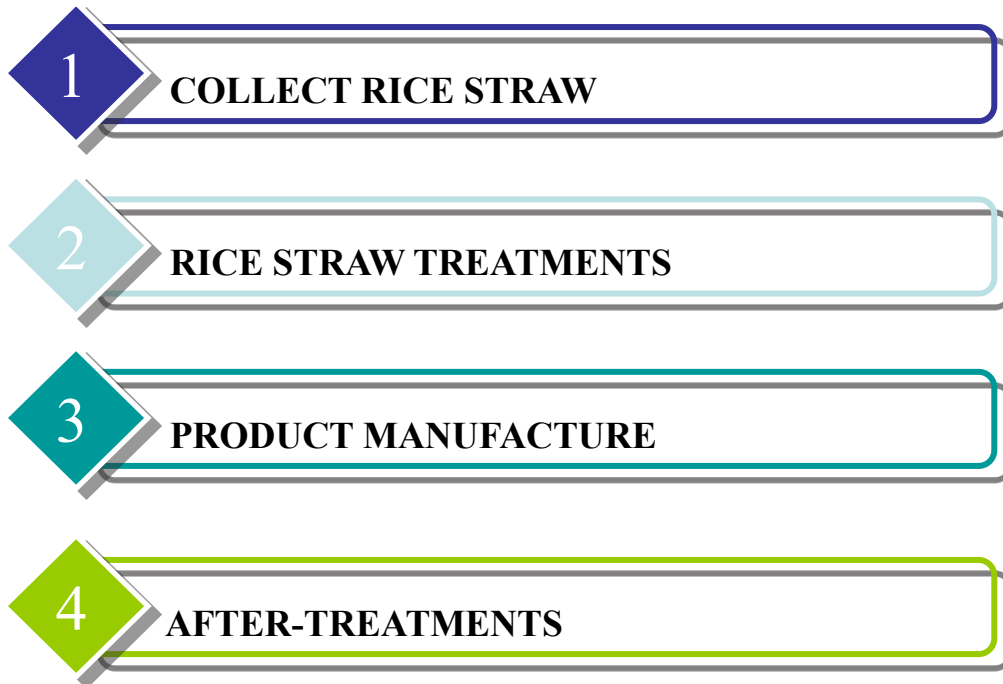 1
COLLECT RICE STRAW
2
RICE STRAW TREATMENTS
3
PRODUCT MANUFACTURE
4
AFTER-TREATMENTS